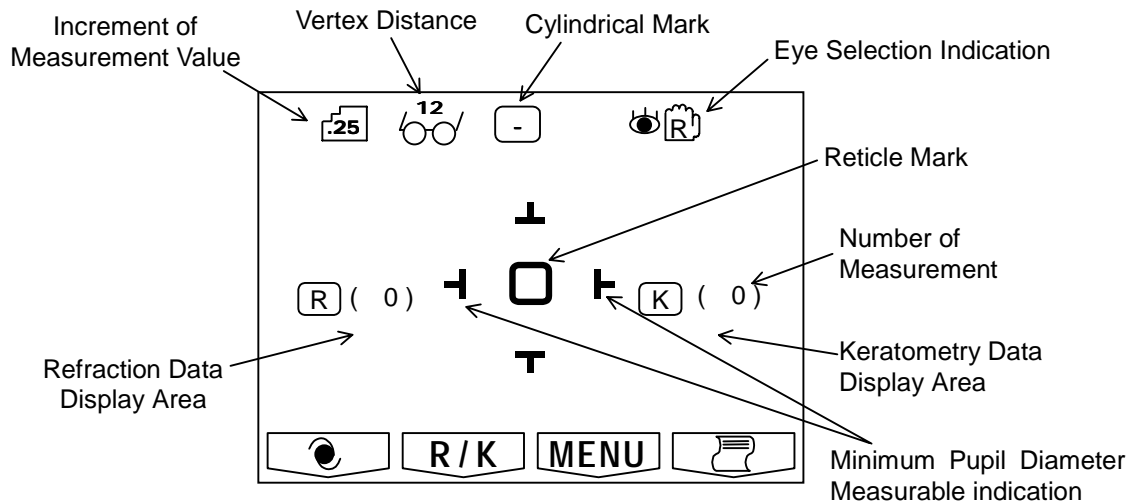 Increment of
Measurement Value
Vertex Distance
Cylindrical Mark
Eye Selection Indication
.25
12
-
R
Reticle Mark
Number of
Measurement
R ( 0 )
K ( 0 )
Refraction Data
Display Area
Keratometry Data
Display Area
R/K
MENU
Minimum Pupil Diameter
Measurable indication